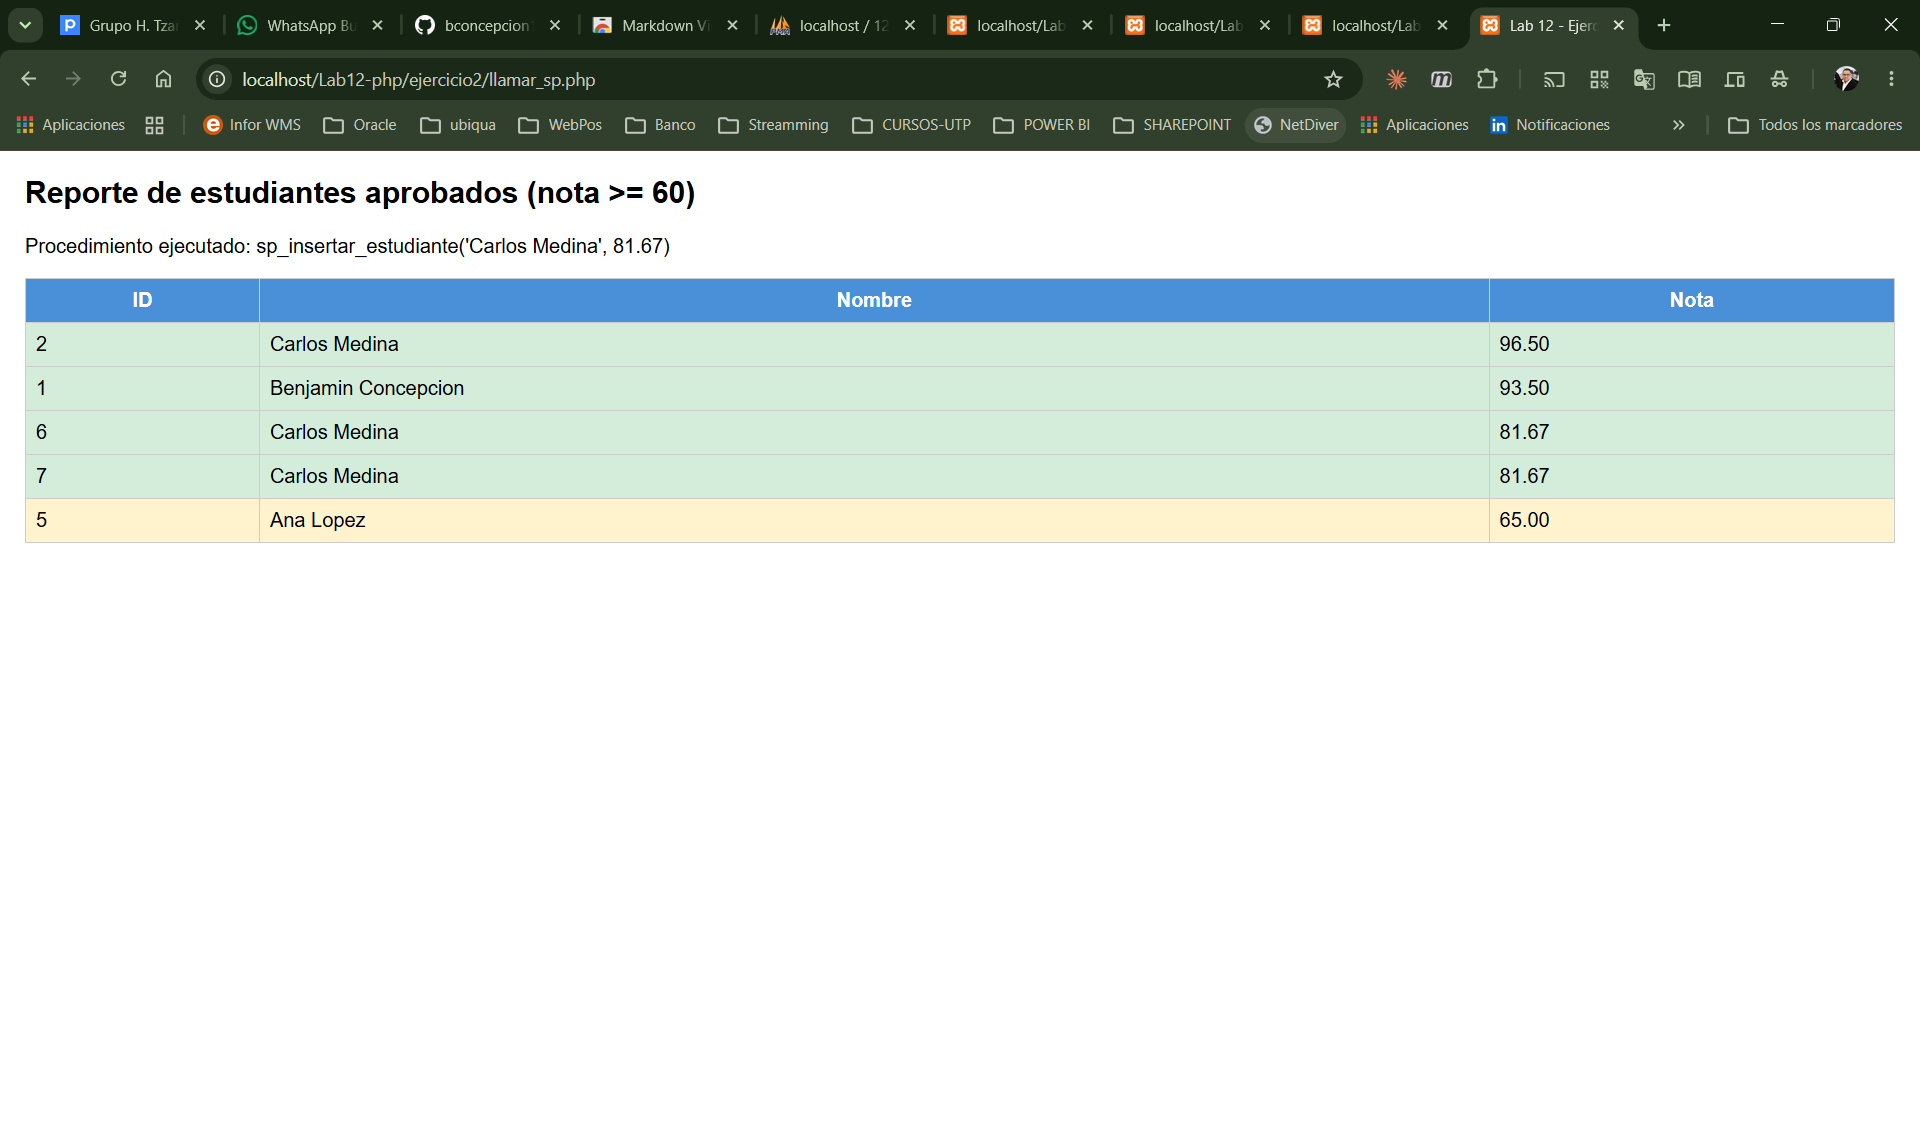 Grupo H. Tza
WhatsApp Bu
bconcepcion
Markdown Vi
localhost / 12
localhost/Lab
localhost/Lab
localhost/Lab
Lab 12 - Ejerc
localhost/Lab12-php/ejercicio2/llamar_sp.php
Aplicaciones
Infor WMS
Oracle
ubiqua
WebPos
Banco
Streamming
CURSOS-UTP
POWER BI
SHAREPOINT
NetDiver
Aplicaciones
Notificaciones
Todos los marcadores
Reporte de estudiantes aprobados (nota >= 60)
Procedimiento ejecutado: sp_insertar_estudiante('Carlos Medina', 81.67)
ID Nombre Nota
2 Carlos Medina 96.50
1 Benjamin Concepcion 93.50
6 Carlos Medina 81.67
7 Carlos Medina 81.67
5 Ana Lopez 65.00